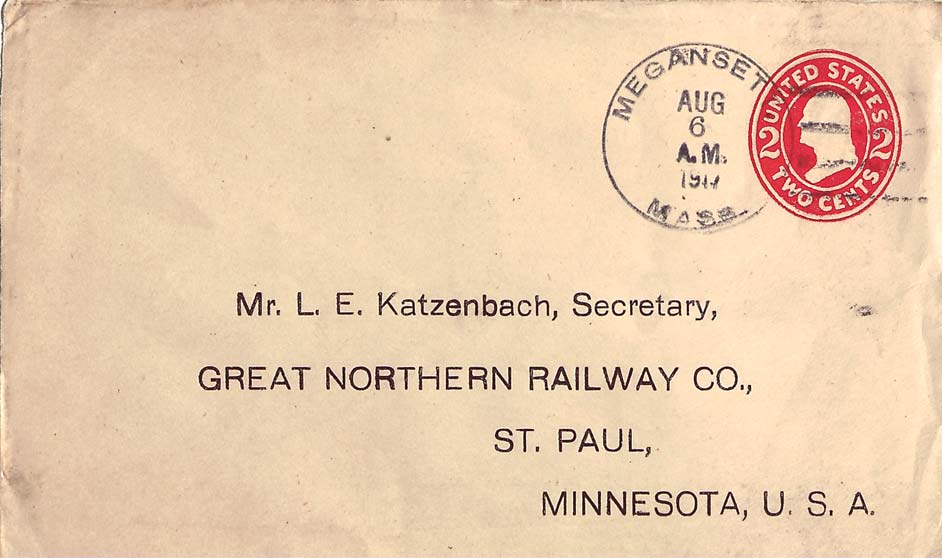 MEGANSET
AUG
6
A.M.
1917
MASS.
UNITED STATES
2 2
TWO CENTS
Mr. L. E. Katzenbach, Secretary,
GREAT NORTHERN RAILWAY CO.,
ST. PAUL,
MINNESOTA, U. S. A.